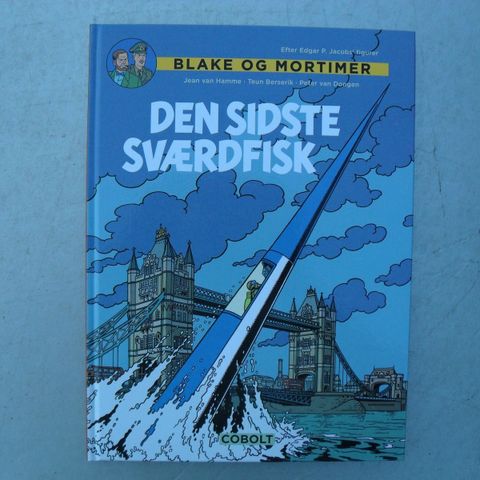 Efter Edgar P. Jacobs' figurer
BLAKE OG MORTIMER
Jean van Hamme · Teun Berserik · Peter van Dongen
DEN SIDSTE
SVÆRDFISK
COBOLT